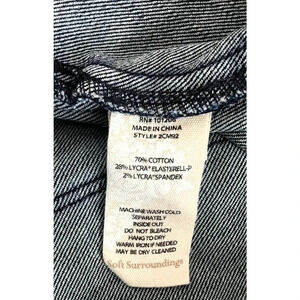 RN# 101206
MADE IN CHINA
STYLE# 2CM92
70% COTTON
28% LYCRA® ELASTERELL-P
2% LYCRA® SPANDEX
MACHINE WASH COLD
SEPARATELY
INSIDE OUT
DO NOT BLEACH
HANG TO DRY
WARM IRON IF NEEDED
MAY BE DRY CLEANED
Soft Surroundings